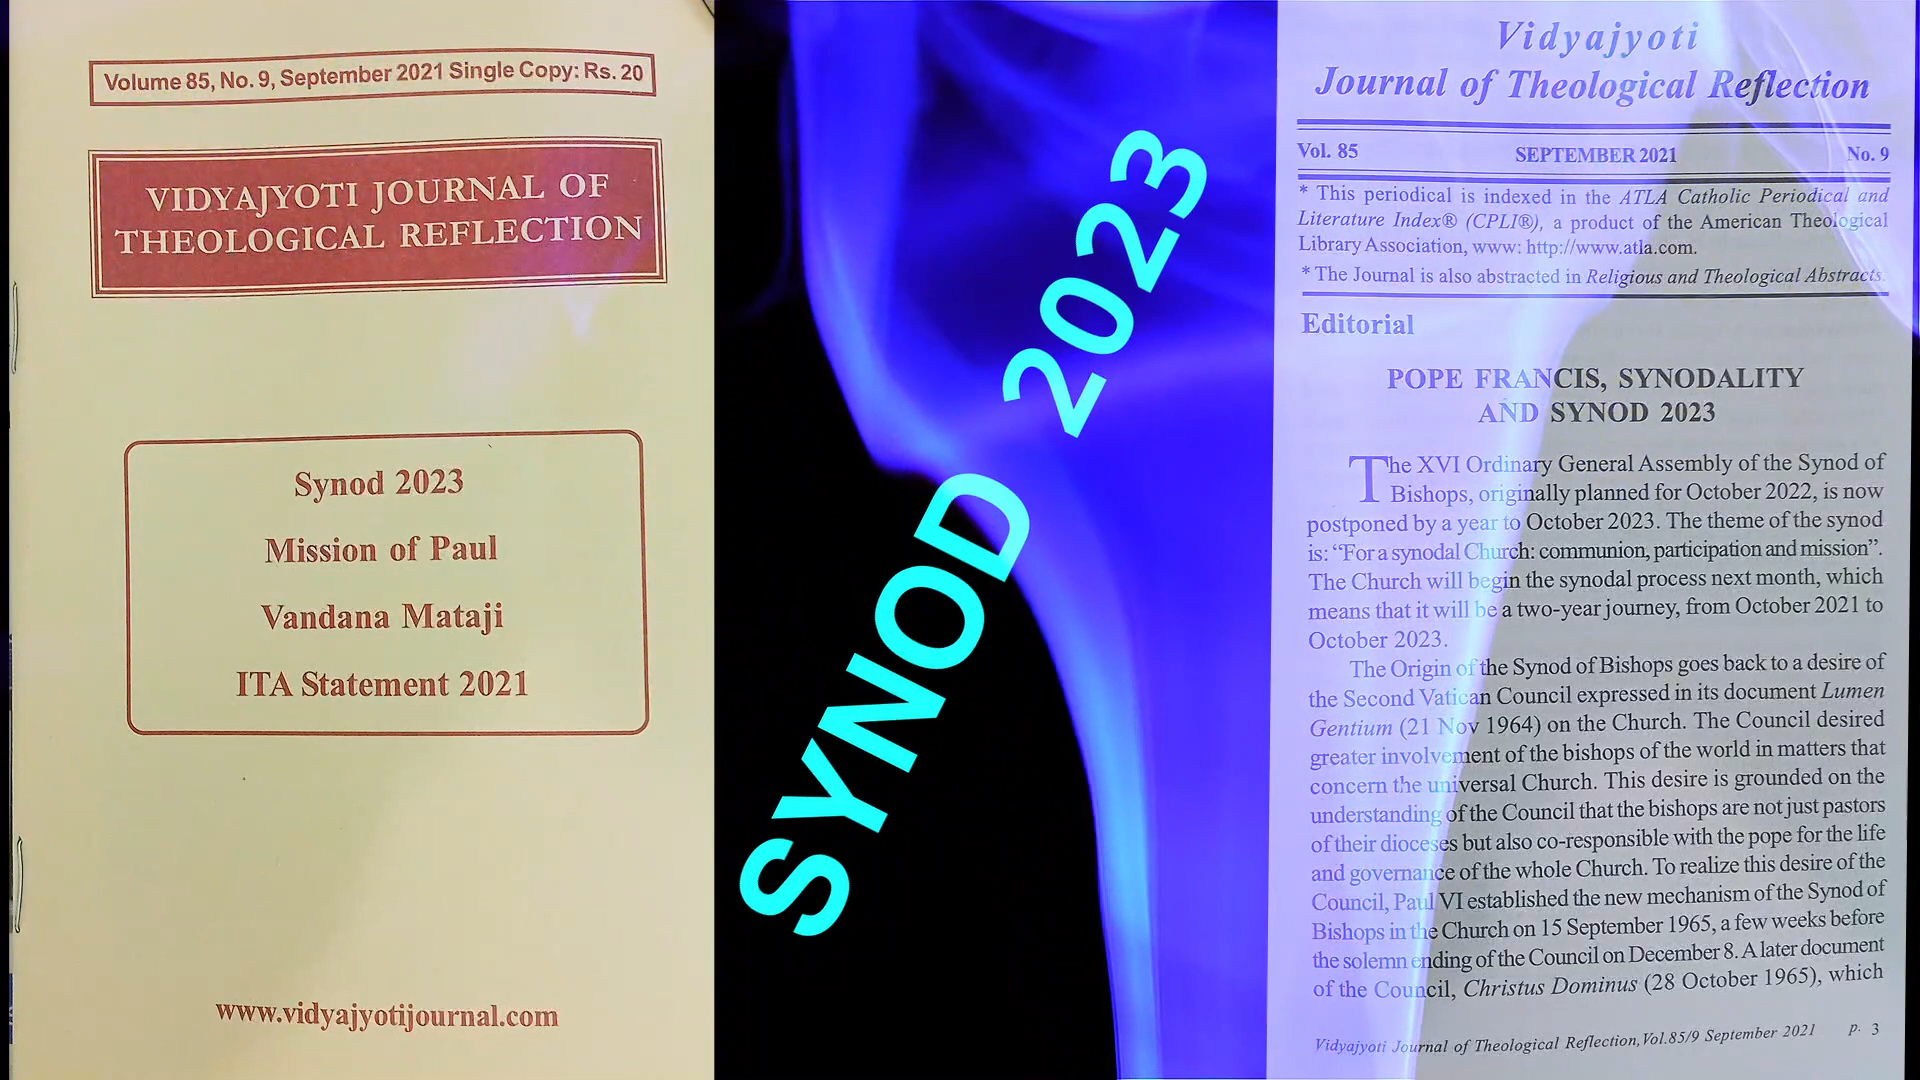 Volume 85, No. 9, September 2021 Single Copy: Rs. 20
VIDYAJYOTI JOURNAL OF
THEOLOGICAL REFLECTION
Synod 2023
Mission of Paul
Vandana Mataji
ITA Statement 2021
www.vidyajyotijournal.com
SYNOD 2023
Vidyajyoti
Journal of Theological Reflection
Vol. 85 SEPTEMBER 2021 No. 9
* This periodical is indexed in the ATLA Catholic Periodical and
Literature Index® (CPLI®), a product of the American Theological
Library Association, www: http://www.atla.com.
* The Journal is also abstracted in Religious and Theological Abstracts.
Editorial
POPE FRANCIS, SYNODALITY
AND SYNOD 2023
The XVI Ordinary General Assembly of the Synod of
Bishops, originally planned for October 2022, is now
postponed by a year to October 2023. The theme of the synod
is: “For a synodal Church: communion, participation and mission”.
The Church will begin the synodal process next month, which
means that it will be a two-year journey, from October 2021 to
October 2023.
The Origin of the Synod of Bishops goes back to a desire of
the Second Vatican Council expressed in its document Lumen
Gentium (21 Nov 1964) on the Church. The Council desired
greater involvement of the bishops of the world in matters that
concern the universal Church. This desire is grounded on the
understanding of the Council that the bishops are not just pastors
of their dioceses but also co-responsible with the pope for the life
and governance of the whole Church. To realize this desire of the
Council, Paul VI established the new mechanism of the Synod of
Bishops in the Church on 15 September 1965, a few weeks before
the solemn ending of the Council on December 8. A later document
of the Council, Christus Dominus (28 October 1965), which
Vidyajyoti Journal of Theological Reflection, Vol.85/9 September 2021 p. 3